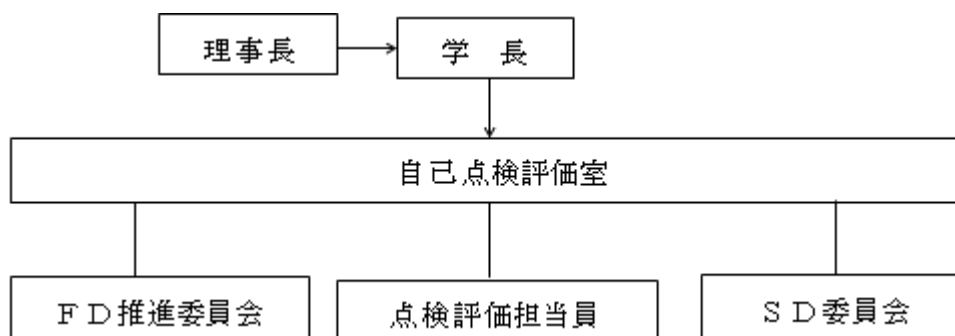 理事長
学　長
自己点検評価室
ＦＤ推進委員会
点検評価担当員
ＳＤ委員会